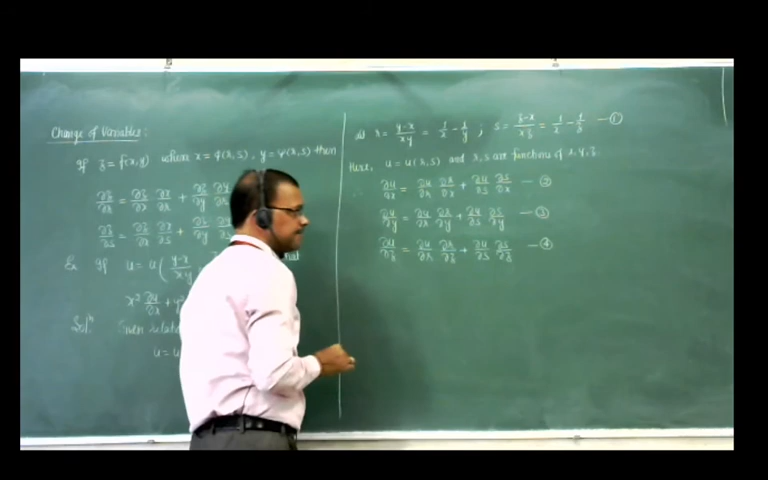 Change of Variables:
If z = f(x,y) where x = φ(r,s), y = ψ(r,s) then
∂z/∂r = ∂z/∂x ∂x/∂r + ∂z/∂y ∂y/∂r
∂z/∂s = ∂z/∂x ∂x/∂s + ∂z/∂y
Ex If u = u( y-x/xy
x² ∂u/∂x + y²
Solⁿ. Given
u = u
Let r = y-x/xy = 1/x - 1/y ; s = z-x/xz = 1/x - 1/z —①
Here, u = u(r,s) and r,s are functions of x,y,z.
∴ ∂u/∂x = ∂u/∂r ∂r/∂x + ∂u/∂s ∂s/∂x —②
∂u/∂y = ∂u/∂r ∂r/∂y + ∂u/∂s ∂s/∂y —③
∂u/∂z = ∂u/∂r ∂r/∂z + ∂u/∂s ∂s/∂z —④